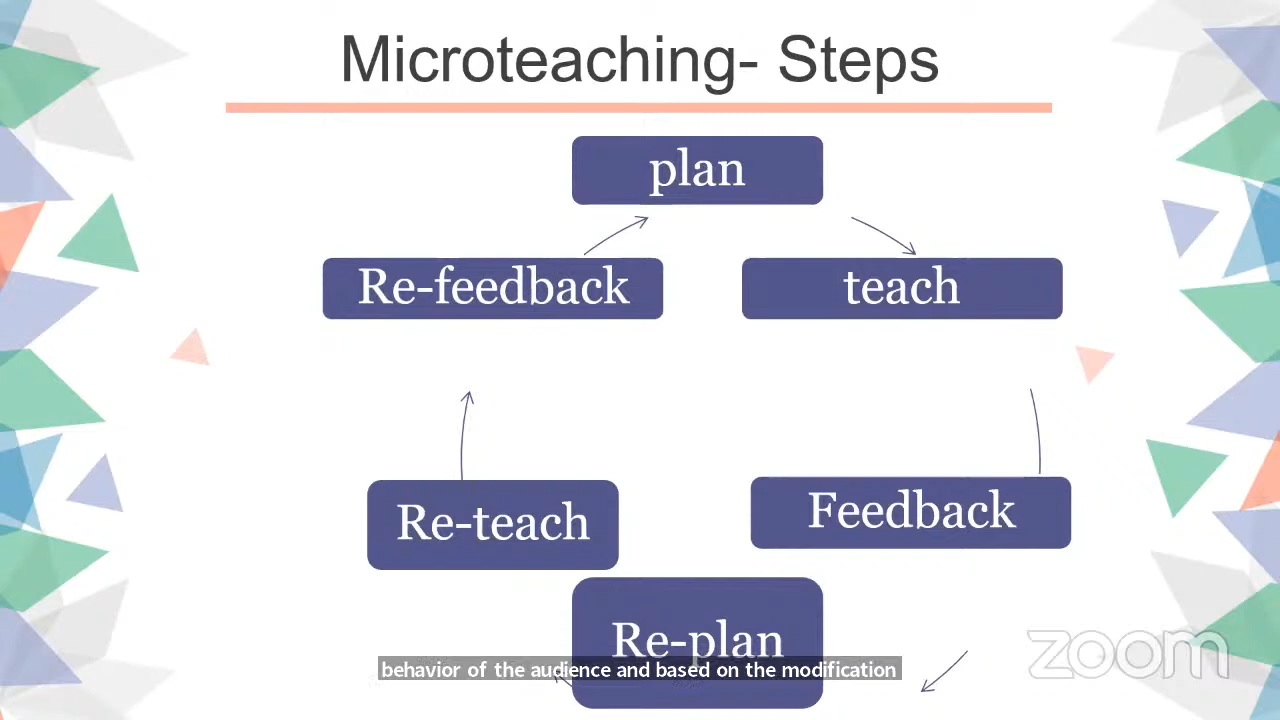 Microteaching- Steps
plan
Re-feedback
teach
Re-teach
Feedback
Re-plan
behavior of the audience and based on the modification
zoom